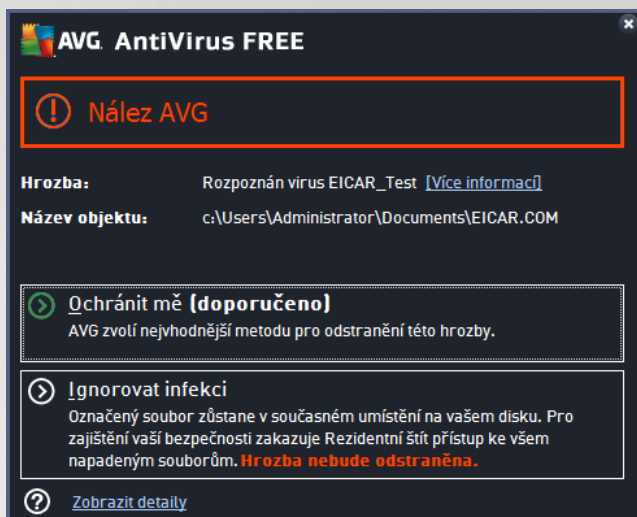 AVG. AntiVirus FREE
Nález AVG
Hrozba: Rozpoznán virus EICAR_Test [Více informací]
Název objektu: c:\Users\Administrator\Documents\EICAR.COM
Ochránit mě (doporučeno)
AVG zvolí nejvhodnější metodu pro odstranění této hrozby.
Ignorovat infekci
Označený soubor zůstane v současném umístění na vašem disku. Pro
zajištění vaší bezpečnosti zakazuje Rezidentní štít přístup ke všem
napadeným souborům. Hrozba nebude odstraněna.
Zobrazit detaily